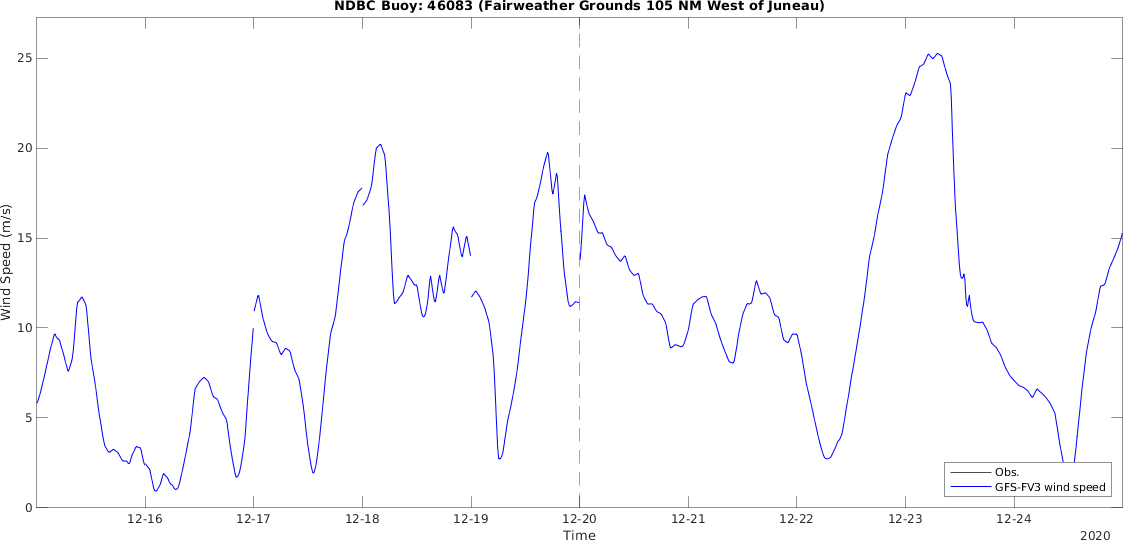 NDBC Buoy: 46083 (Fairweather Grounds 105 NM West of Juneau)
Wind Speed (m/s)
25
20
15
10
5
0
12-16 12-17 12-18 12-19 12-20 12-21 12-22 12-23 12-24
Time
2020
Obs.
GFS-FV3 wind speed